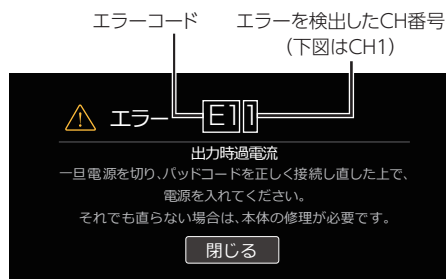 エラーコード エラーを検出したCH番号
(下図はCH1)
エラー E11
出力時過電流
一旦電源を切り、パッドコードを正しく接続し直した上で、
電源を入れてください。
それでも直らない場合は、本体の修理が必要です。
閉じる